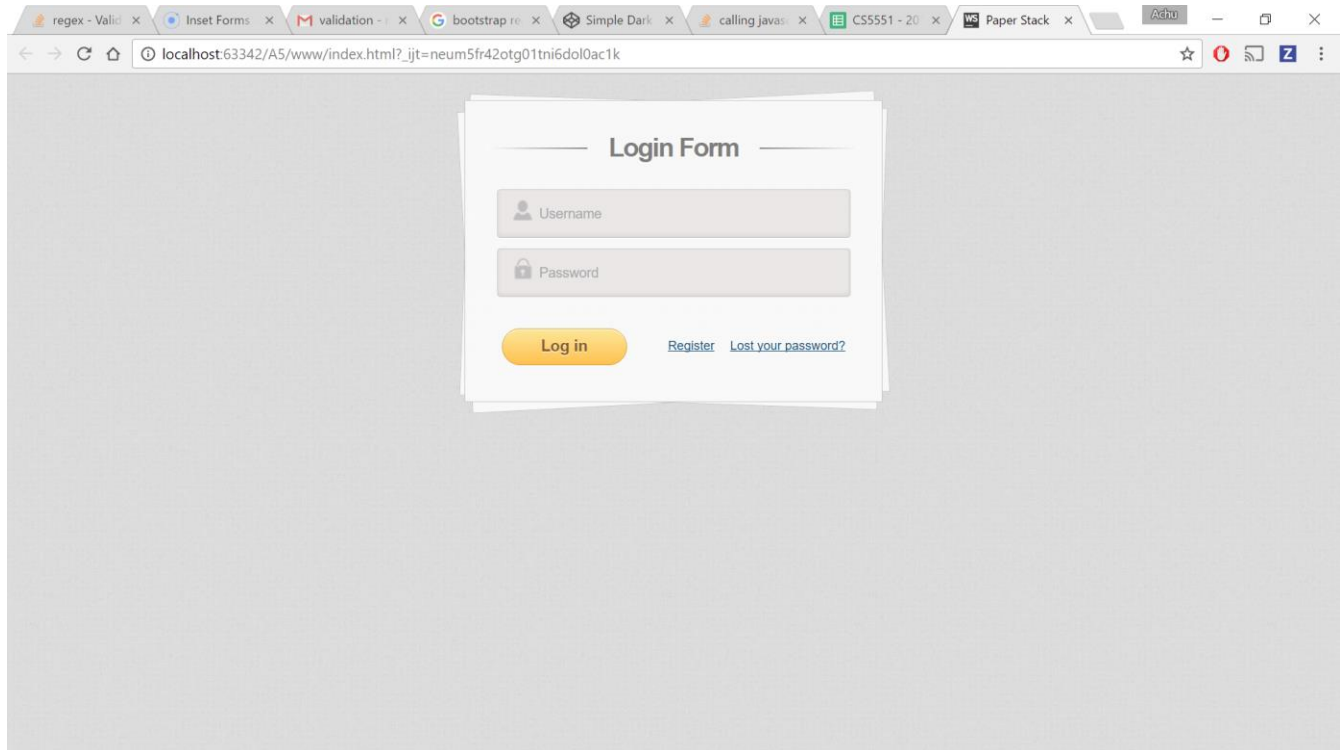 regex - Valid
Inset Forms
validation -
bootstrap re
Simple Dark
calling javas
CS5551 - 20
WS Paper Stack
Achu
localhost:63342/A5/www/index.html?_ijt=neum5fr42otg01tni6dol0ac1k
Z
Login Form
Username
Password
Log in
Register Lost your password?